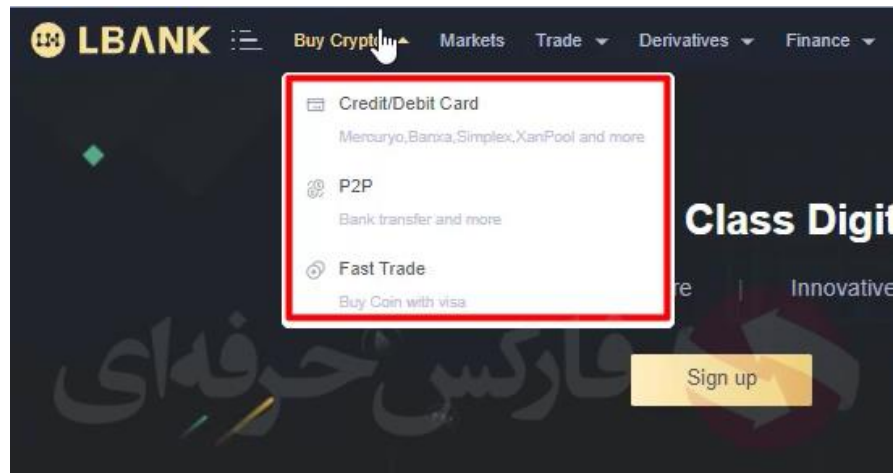 LBANK Buy Crypto Markets Trade Derivatives Finance
Credit/Debit Card
Mercuryo,Banxa,Simplex,XanPool and more
P2P
Bank transfer and more
Fast Trade
Buy Coin with visa
Class Digit
re | Innovative
Sign up
فارکس حرفه‌ای